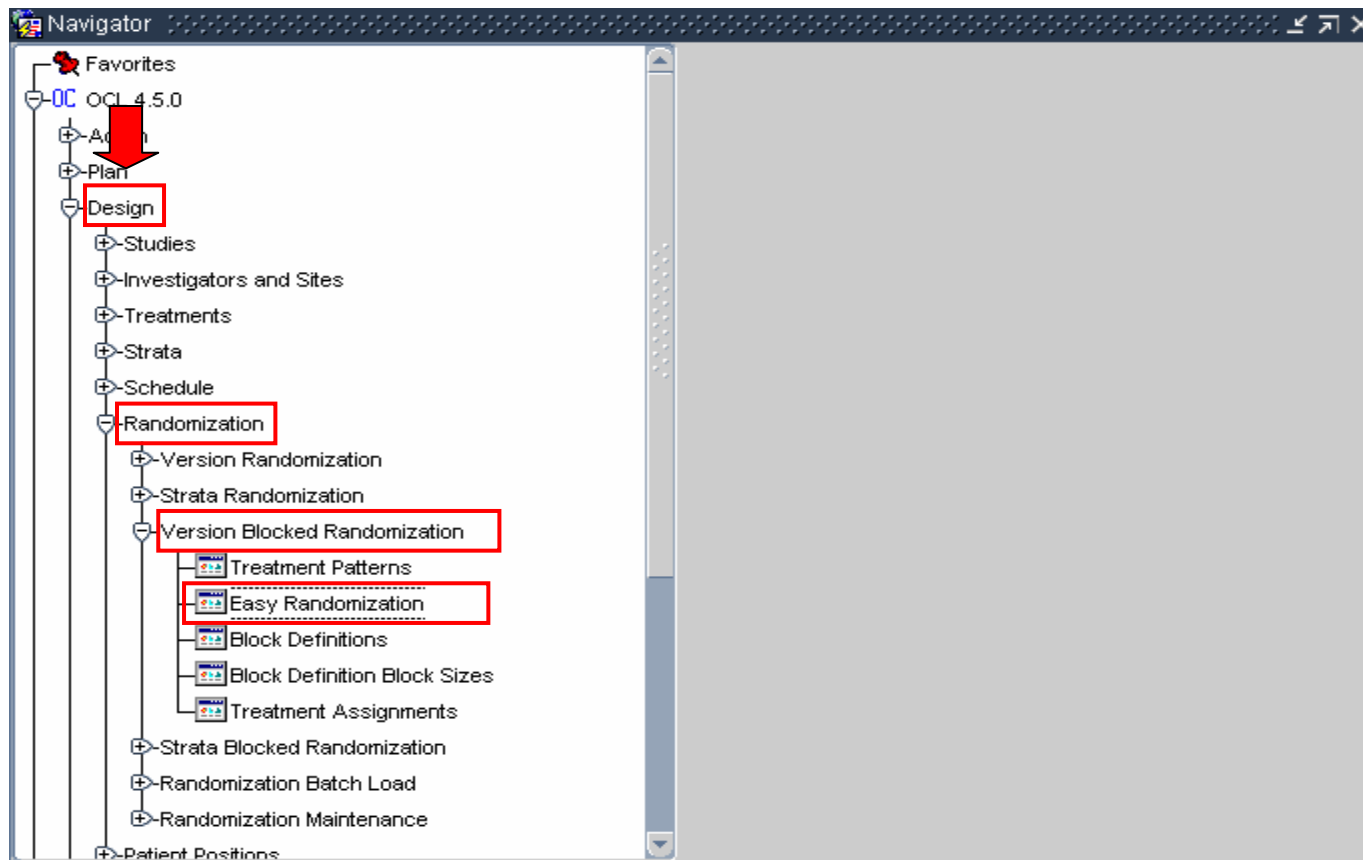 Navigator
Favorites
OC OCL 4.5.0
Plan
Design
Studies
Investigators and Sites
Treatments
Strata
Schedule
Randomization
Version Randomization
Strata Randomization
Version Blocked Randomization
Treatment Patterns
Easy Randomization
Block Definitions
Block Definition Block Sizes
Treatment Assignments
Strata Blocked Randomization
Randomization Batch Load
Randomization Maintenance
Patient Positions